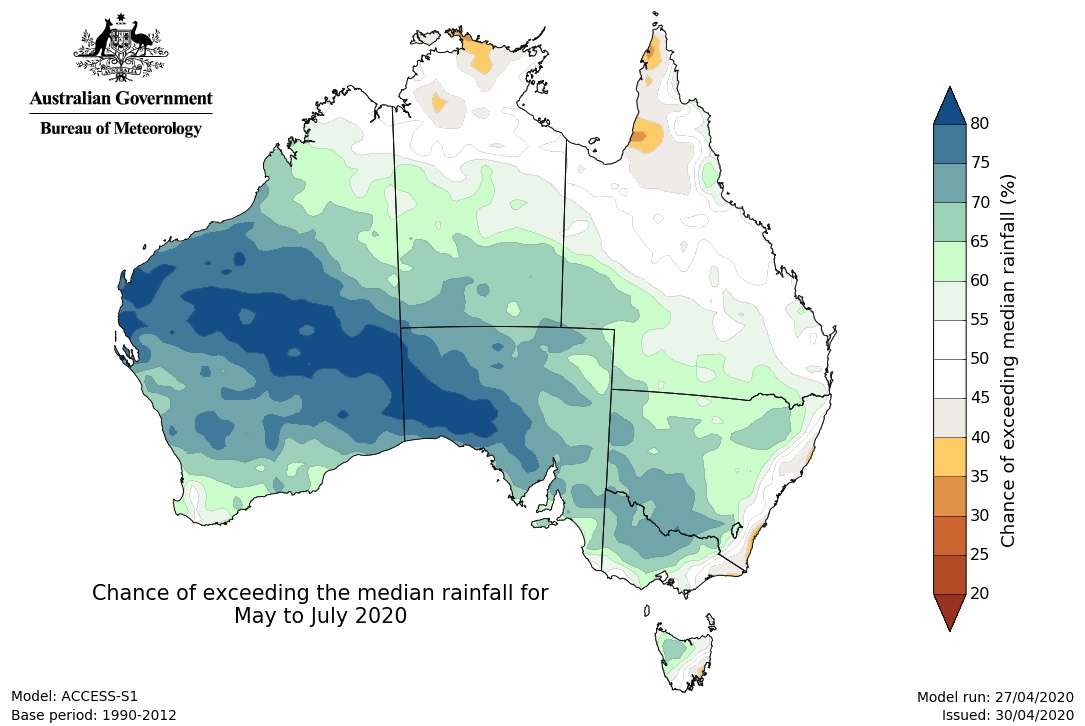 Australian Government
Bureau of Meteorology
80
75
70
65
60
55
50
45
40
35
30
25
20
Chance of exceeding median rainfall (%)
Chance of exceeding the median rainfall for
May to July 2020
Model: ACCESS-S1
Base period: 1990-2012
Model run: 27/04/2020
Issued: 30/04/2020